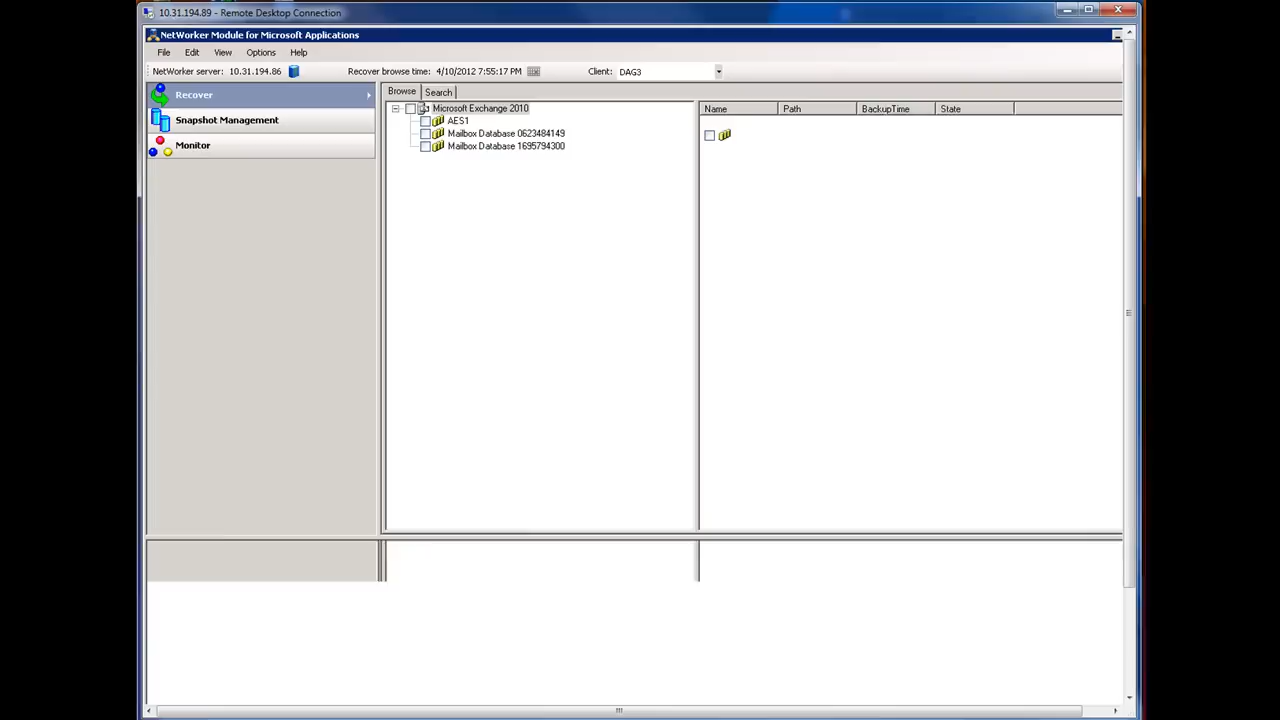 10.31.194.89 - Remote Desktop Connection
NetWorker Module for Microsoft Applications
File Edit View Options Help
NetWorker server: 10.31.194.86 Recover browse time: 4/10/2012 7:55:17 PM Client: DAG3
Recover
Snapshot Management
Monitor
Browse Search
Microsoft Exchange 2010
AES1
Mailbox Database 0623484149
Mailbox Database 1695794300
Name Path BackupTime State